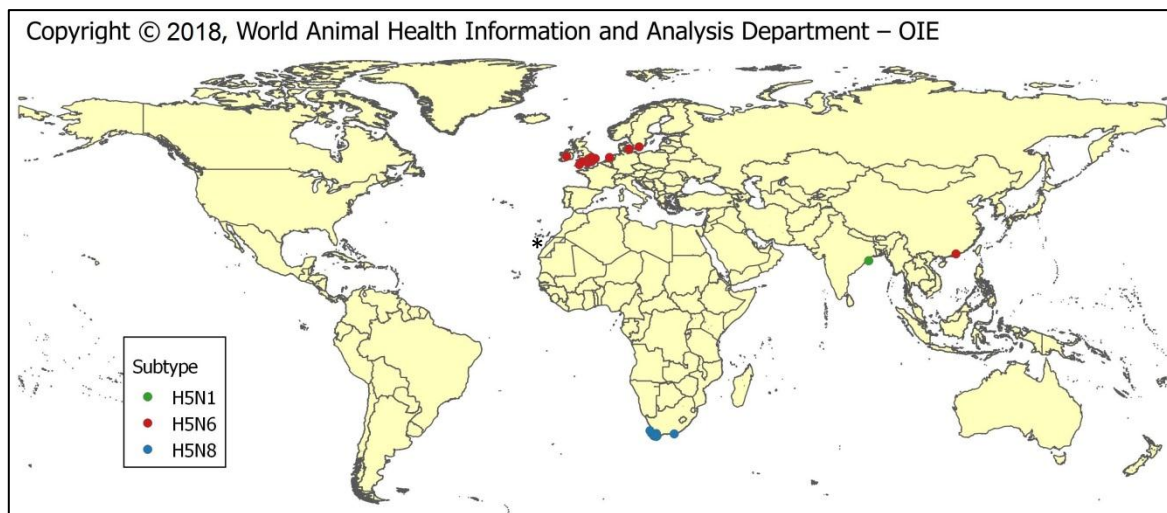 Copyright © 2018, World Animal Health Information and Analysis Department – OIE
*
Subtype
H5N1
H5N6
H5N8